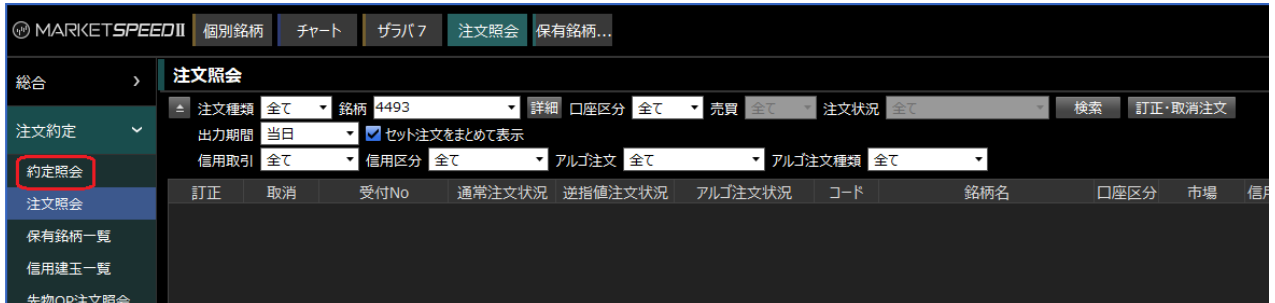 MARKETSPEEDII 個別銘柄 チャート ザラバ7 注文照会 保有銘柄...
総合
注文約定
約定照会
注文照会
保有銘柄一覧
信用建玉一覧
先物OP注文照会
注文照会
注文種類 全て 銘柄 4493 詳細 口座区分 全て 売買 全て 注文状況 全て 検索 訂正・取消注文
出力期間 当日 セット注文をまとめて表示
信用取引 全て 信用区分 全て アルゴ注文 全て アルゴ注文種類 全て
訂正 取消 受付No 通常注文状況 逆指値注文状況 アルゴ注文状況 コード 銘柄名 口座区分 市場 信用